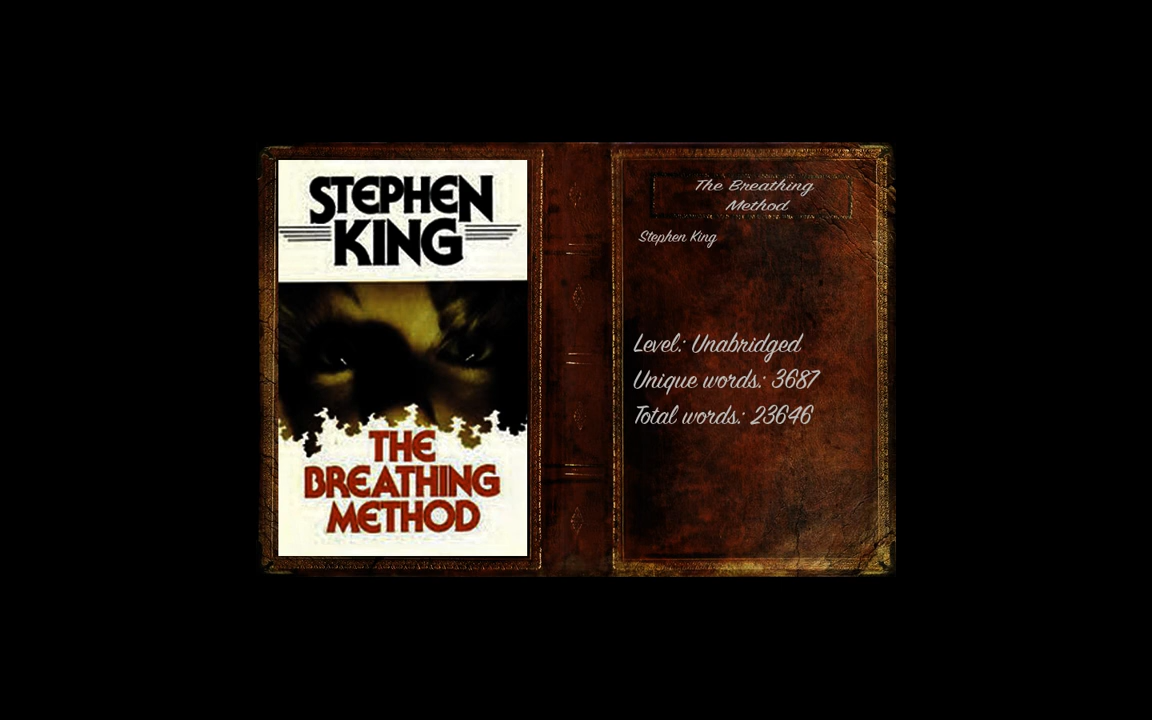 STEPHEN
KING
THE
BREATHING
METHOD
The Breathing
Method
Stephen King
Level: Unabridged
Unique words: 3687
Total words: 23646